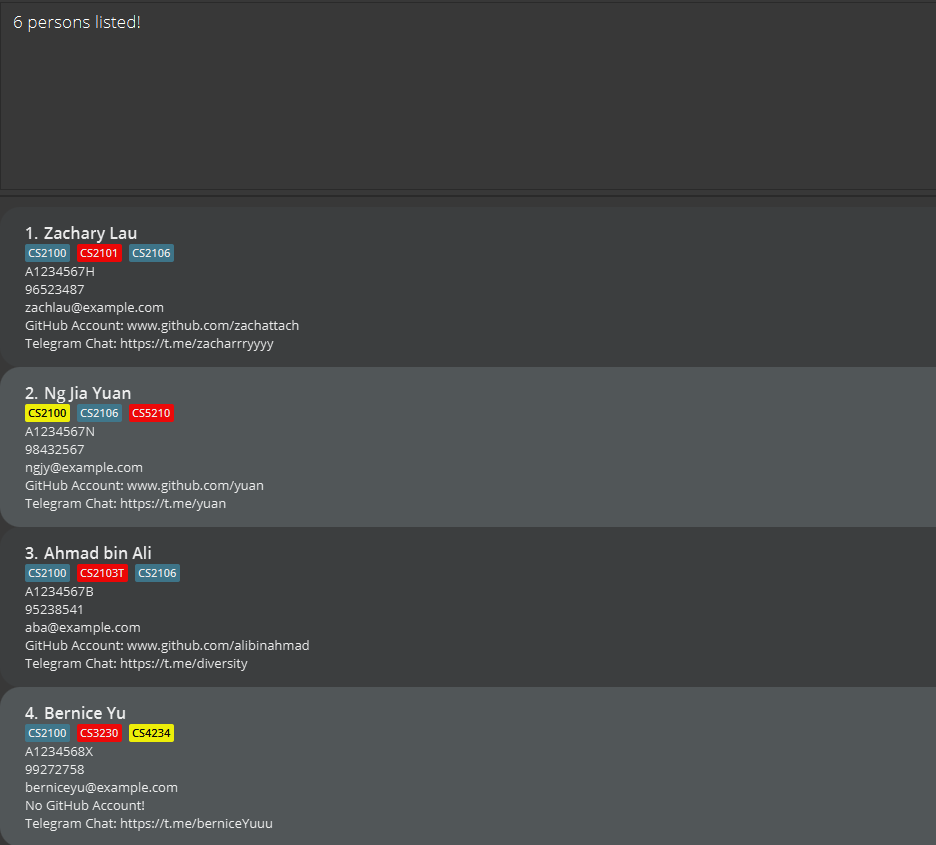 6 persons listed!
1. Zachary Lau
CS2100 CS2101 CS2106
A1234567H
96523487
zachlau@example.com
GitHub Account: www.github.com/zachattach
Telegram Chat: https://t.me/zacharrryyyy
2. Ng Jia Yuan
CS2100 CS2106 CS5210
A1234567N
98432567
ngjy@example.com
GitHub Account: www.github.com/yuan
Telegram Chat: https://t.me/yuan
3. Ahmad bin Ali
CS2100 CS2103T CS2106
A1234567B
95238541
aba@example.com
GitHub Account: www.github.com/alibinahmad
Telegram Chat: https://t.me/diversity
4. Bernice Yu
CS2100 CS3230 CS4234
A1234568X
99272758
berniceyu@example.com
No GitHub Account!
Telegram Chat: https://t.me/berniceYuuu